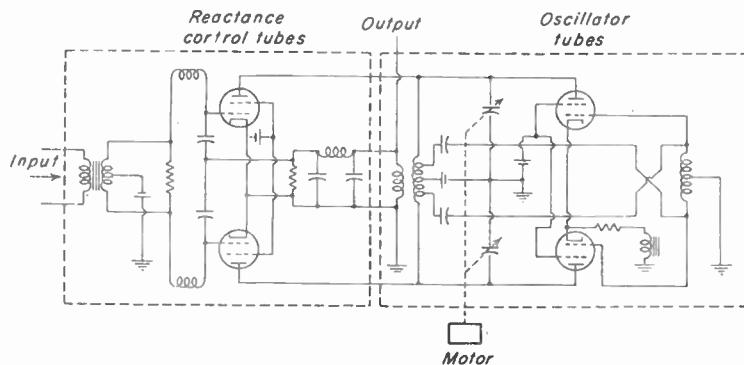 Reactance
control tubes
Output
Oscillator
tubes
Input
Motor